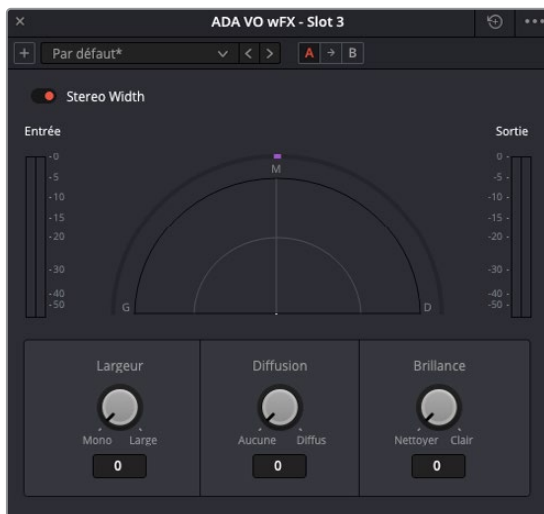 ADA VO wFX - Slot 3
Par défaut*
A
B
Stereo Width
Entrée
Sortie
-0
-5
-10
-15
-20
-30
-40
-50
M
G
D
0 -
-5 -
-10 -
-15 -
-20 -
-30 -
-40 -
-50 -
Largeur
Diffusion
Brillance
Mono Large
Aucune Diffus
Nettoyer Clair
0
0
0